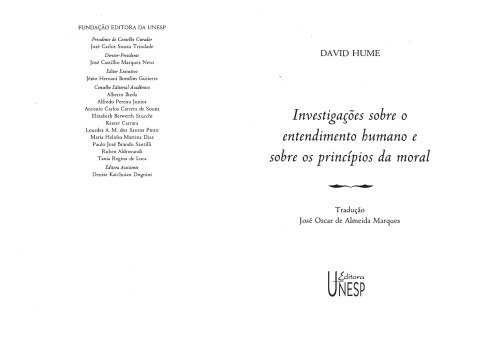 FUNDAÇÃO EDITORA DA UNESP
Presidente do Conselho Curador
José Carlos Souza Trindade
Diretor-Presidente
José Castilho Marques Neto
Editor Executivo
Jézio Hernani Bomfim Gutierre
Conselho Editorial Acadêmico
Alberto Ikeda
Alfredo Pereira Junior
Antonio Carlos Carrera de Souza
Elizabeth Berwerth Stucchi
Kester Carrara
Lourdes A. M. dos Santos Pinto
Maria Heloísa Martins Dias
Paulo José Brando Santilli
Ruben Aldrovandi
Tania Regina de Luca
Editora Assistente
Denise Katchuian Dognini
DAVID HUME
Investigações sobre o
entendimento humano e
sobre os princípios da moral
Tradução
José Oscar de Almeida Marques
Editora
UNESP